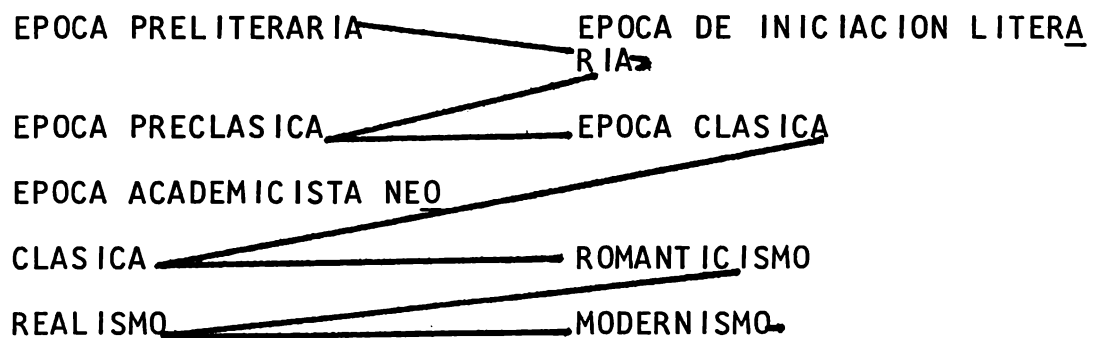 EPOCA PRELITERARIA EPOCA DE INICIACION LITERA
RIA
EPOCA PRECLASICA EPOCA CLASICA
EPOCA ACADEMICISTA NEO
CLASICA ROMANTICISMO
REALISMO MODERNISMO.